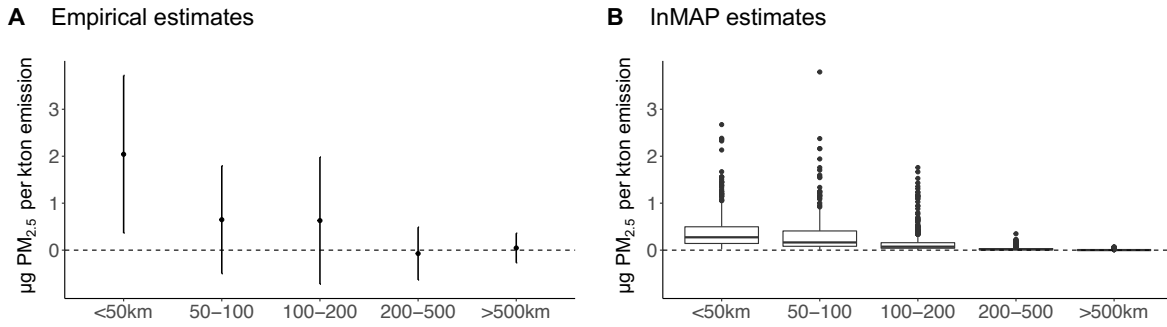 A Empirical estimates
µg PM2.5 per kton emission
3
2
1
0
<50km 50−100 100−200 200−500 >500km
B InMAP estimates
µg PM2.5 per kton emission
3
2
1
0
<50km 50−100 100−200 200−500 >500km